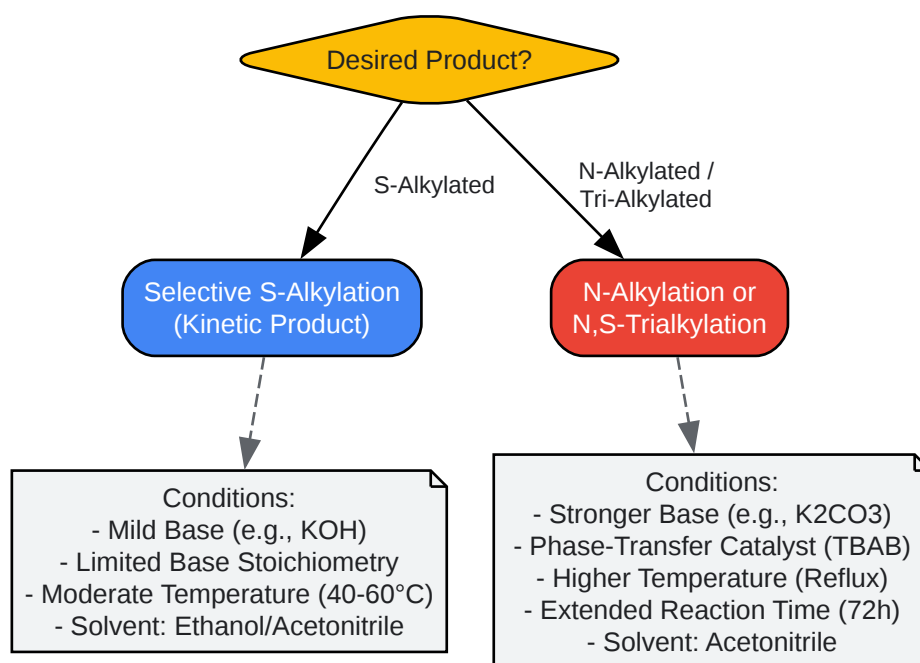 Desired Product?
S-Alkylated
N-Alkylated /
Tri-Alkylated
Selective S-Alkylation
(Kinetic Product)
N-Alkylation or
N,S-Trialkylation
Conditions:
- Mild Base (e.g., KOH)
- Limited Base Stoichiometry
- Moderate Temperature (40-60°C)
- Solvent: Ethanol/Acetonitrile
Conditions:
- Stronger Base (e.g., K2CO3)
- Phase-Transfer Catalyst (TBAB)
- Higher Temperature (Reflux)
- Extended Reaction Time (72h)
- Solvent: Acetonitrile